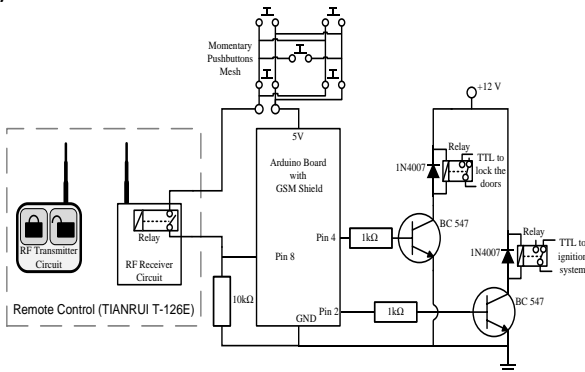 Momentary
Pushbuttons
Mesh
+12 V
5V
Arduino Board
with
GSM Shield
Relay
TTL to
lock the
doors
1N4007
Relay
TTL to
ignition
system
1N4007
Pin 4
1kΩ
BC 547
Relay
RF Transmitter
Circuit
RF Receiver
Circuit
Pin 8
10kΩ
Pin 2
1kΩ
BC 547
GND
Remote Control (TIANRUI T-126E)